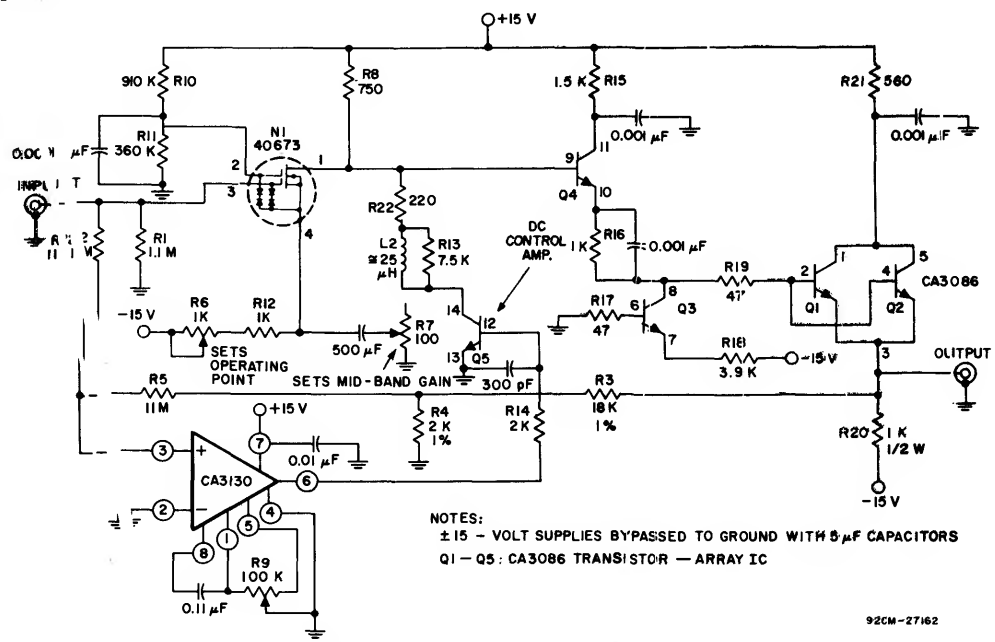 +15 V
910 K R10
R8
750
1.5 K R15
R21 560
N1
40673
R11
360 K
μF
0.001 μF
0.001 μF
1
2
3
4
9
11
10
Q4
R22 220
L2
≅25
μH
R13
7.5 K
DC
CONTROL
AMP.
R16
1K
0.001 μF
R19
47
1
2
Q1
5
4
Q2
CA3086
R1
1.1 M
-15 V
R6
1K
R12
1K
SETS
OPERATING
POINT
500 μF
R7
100
SETS MID-BAND GAIN
14
12
13
Q5
300 pF
R17
47
6
8
Q3
7
R18
3.9 K
-15 V
3
OUTPUT
R5
11M
R4
2 K
1%
R14
2K
R3
18 K
1%
R20
1 K
1/2 W
-15 V
+15 V
3
+
CA3130
7
0.01 μF
6
2
−
8
1
5
4
R9
100 K
0.11 μF
NOTES:
±15 - VOLT SUPPLIES BYPASSED TO GROUND WITH 5 μF CAPACITORS
Q1 - Q5: CA3086 TRANSISTOR - ARRAY IC
92CM-27162